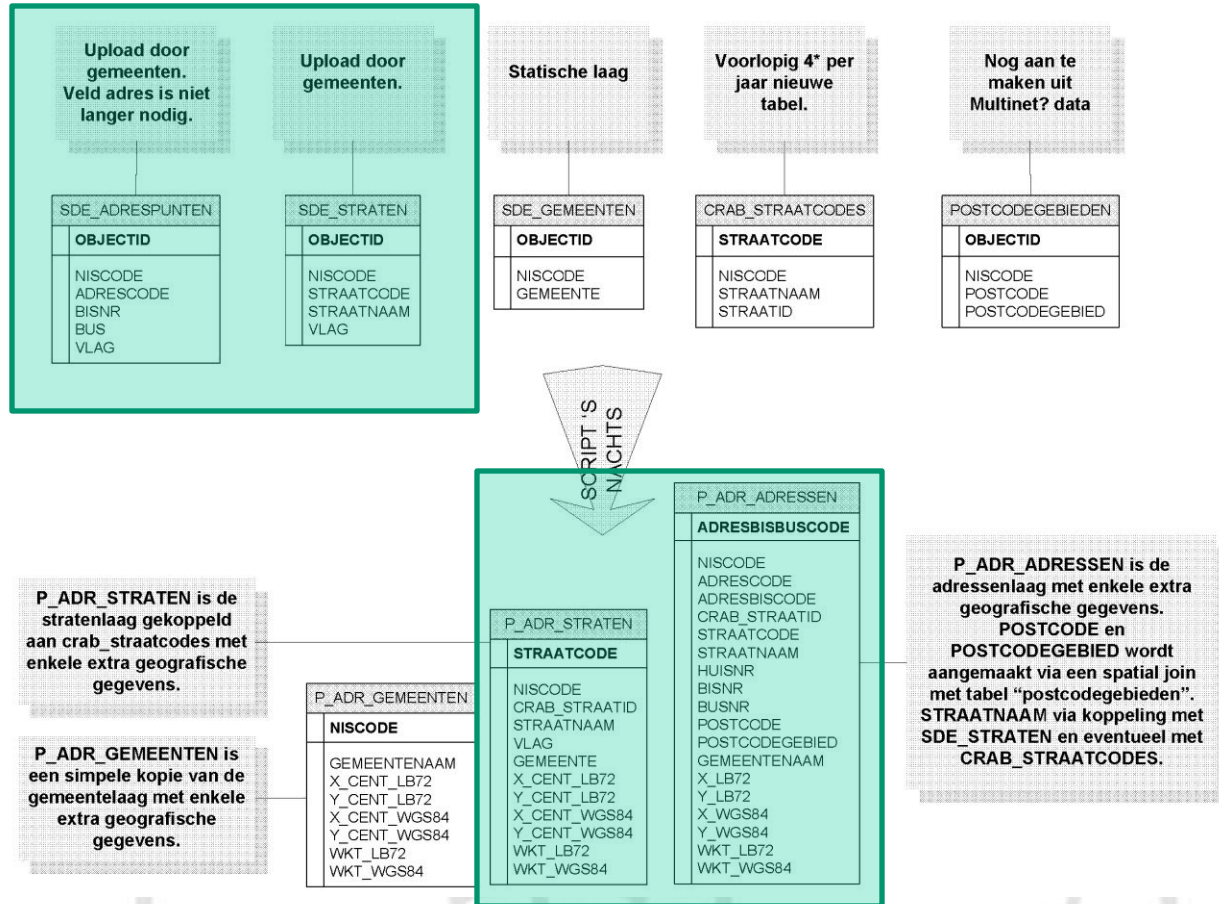 Upload door
gemeenten.
Veld adres is niet
langer nodig.
Upload door
gemeenten.
Statische laag
Voorlopig 4* per
jaar nieuwe
tabel.
Nog aan te
maken uit
Multinet? data
SDE_ADRESPUNTEN
OBJECTID
NISCODE
ADRESCODE
BISNR
BUS
VLAG
SDE_STRATEN
OBJECTID
NISCODE
STRAATCODE
STRAATNAAM
VLAG
SDE_GEMEENTEN
OBJECTID
NISCODE
GEMEENTE
CRAB_STRAATCODES
STRAATCODE
NISCODE
STRAATNAAM
STRAATID
POSTCODEGEBIEDEN
OBJECTID
NISCODE
POSTCODE
POSTCODEGEBIED
SCRIPT 'S
NACHTS
P_ADR_STRATEN is de
stratenlaag gekoppeld
aan crab_straatcodes met
enkele extra geografische
gegevens.
P_ADR_GEMEENTEN is
een simpele kopie van de
gemeentelaag met enkele
extra geografische
gegevens.
P_ADR_GEMEENTEN
NISCODE
GEMEENTENAAM
X_CENT_LB72
Y_CENT_LB72
X_CENT_WGS84
Y_CENT_WGS84
WKT_LB72
WKT_WGS84
P_ADR_STRATEN
STRAATCODE
NISCODE
CRAB_STRAATID
STRAATNAAM
VLAG
GEMEENTE
X_CENT_LB72
Y_CENT_LB72
X_CENT_WGS84
Y_CENT_WGS84
WKT_LB72
WKT_WGS84
P_ADR_ADRESSEN
ADRESBISBUSCODE
NISCODE
ADRESCODE
ADRESBISCODE
CRAB_STRAATID
STRAATCODE
STRAATNAAM
HUISNR
BISNR
BUSNR
POSTCODE
POSTCODEGEBIED
GEMEENTENAAM
X_LB72
Y_LB72
X_WGS84
Y_WGS84
WKT_LB72
WKT_WGS84
P_ADR_ADRESSEN is de
adressenlaag met enkele extra
geografische gegevens.
POSTCODE en
POSTCODEGEBIED wordt
aangemaakt via een spatial join
met tabel “postcodegebieden”.
STRAATNAAM via koppeling met
SDE_STRATEN en eventueel met
CRAB_STRAATCODES.